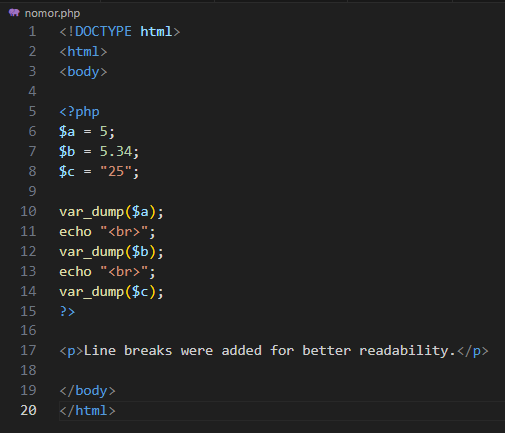 nomor.php
1 <!DOCTYPE html>
2 <html>
3 <body>
4
5 <?php
6 $a = 5;
7 $b = 5.34;
8 $c = "25";
9
10 var_dump($a);
11 echo "<br>";
12 var_dump($b);
13 echo "<br>";
14 var_dump($c);
15 ?>
16
17 <p>Line breaks were added for better readability.</p>
18
19 </body>
20 </html>